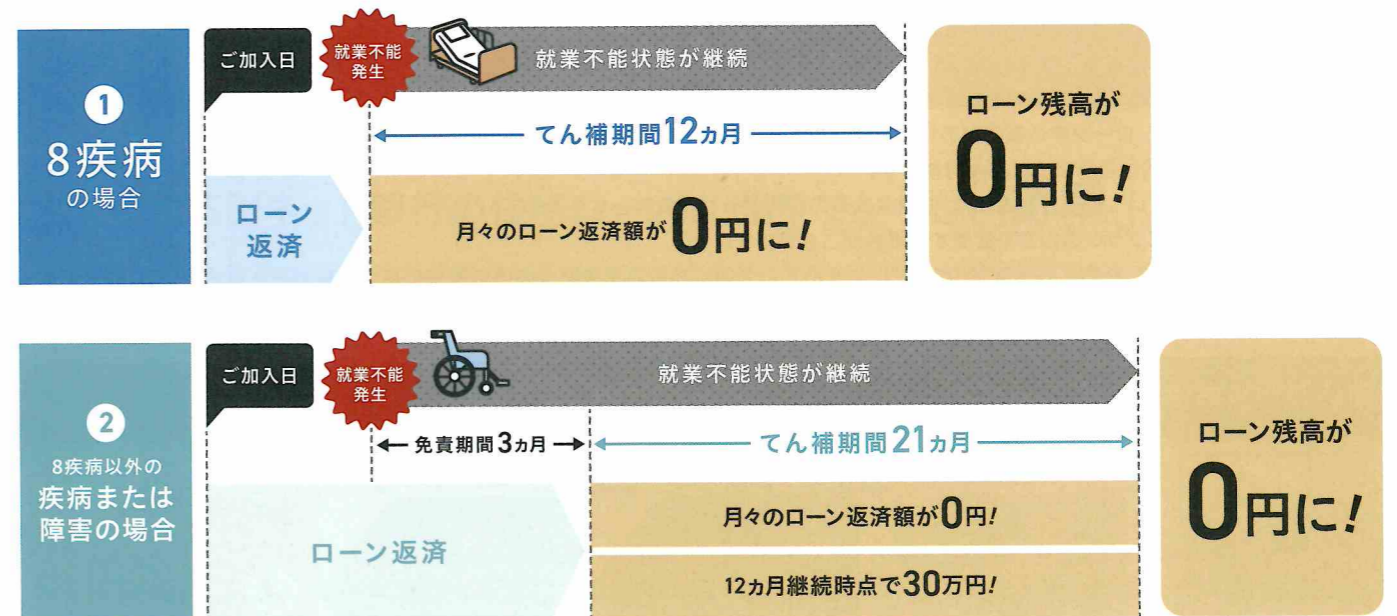 1
8疾病
の場合
ご加入日
就業不能
発生
就業不能状態が継続
てん補期間12ヵ月
ローン
返済
月々のローン返済額が0円に!
ローン残高が
0円に!
2
8疾病以外の
疾病または
障害の場合
ご加入日
就業不能
発生
就業不能状態が継続
免責期間3ヵ月
てん補期間21ヵ月
ローン返済
月々のローン返済額が0円!
12ヵ月継続時点で30万円!
ローン残高が
0円に!